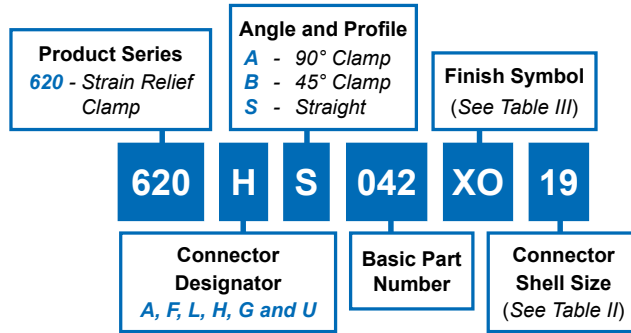 Product Series
620 - Strain Relief
Clamp
Angle and Profile
A - 90° Clamp
B - 45° Clamp
S - Straight
Finish Symbol
(See Table III)
620 H S 042 XO 19
Connector
Designator
A, F, L, H, G and U
Basic Part
Number
Connector
Shell Size
(See Table II)